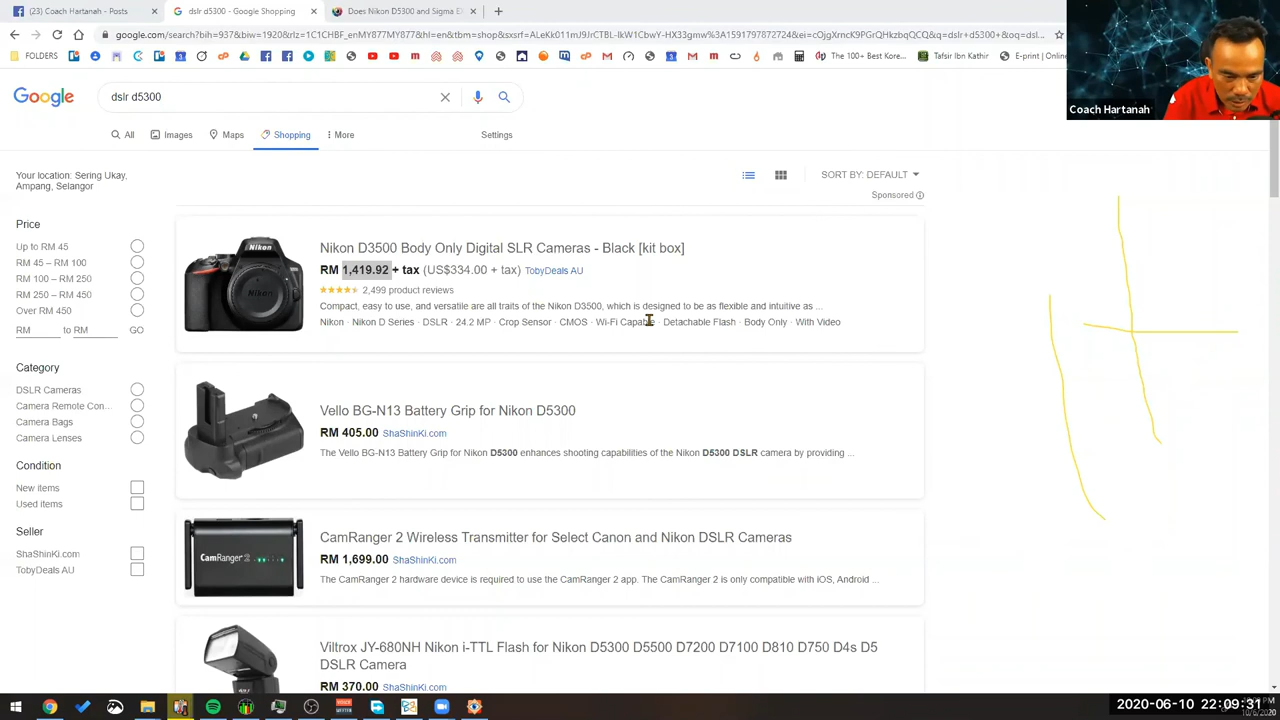 (23) Coach Hartanah - Posts
dslr d5300 - Google Shopping
Does Nikon D5300 and Sigma E
google.com/search?bih=937&biw=1920&rlz=1C1CHBF_enMY877MY877&hl=en&tbm=shop&sxsrf=
FOLDERS
The 100+ Best Kore...
Tafsir Ibn Kathir
E-print | Onlin
Coach Hartanah
Google
dslr d5300
All
Images
Maps
Shopping
More
Settings
Your location: Sering Ukay,
Ampang, Selangor
SORT BY: DEFAULT
Sponsored
Price
Up to RM 45
RM 45 – RM 100
RM 100 – RM 250
RM 250 – RM 450
Over RM 450
RM to RM GO
Category
DSLR Cameras
Camera Remote Con...
Camera Bags
Camera Lenses
Condition
New items
Used items
Seller
ShaShinKi.com
TobyDeals AU
Nikon
Nikon
Nikon D3500 Body Only Digital SLR Cameras - Black [kit box]
RM 1,419.92 + tax (US$334.00 + tax) TobyDeals AU
2,499 product reviews
Compact, easy to use, and versatile are all traits of the Nikon D3500, which is designed to be as flexible and intuitive as ...
Nikon · Nikon D Series · DSLR · 24.2 MP · Crop Sensor · CMOS · Wi-Fi Capable · Detachable Flash · Body Only · With Video
Vello BG-N13 Battery Grip for Nikon D5300
RM 405.00 ShaShinKi.com
The Vello BG-N13 Battery Grip for Nikon D5300 enhances shooting capabilities of the Nikon D5300 DSLR camera by providing ...
CamRanger 2
CamRanger 2 Wireless Transmitter for Select Canon and Nikon DSLR Cameras
RM 1,699.00 ShaShinKi.com
The CamRanger 2 hardware device is required to use the CamRanger 2 app. The CamRanger 2 is only compatible with iOS, Android ...
Viltrox JY-680NH Nikon i-TTL Flash for Nikon D5300 D5500 D7200 D7100 D810 D750 D4s D5
DSLR Camera
RM 370.00 ShaShinKi.com
2020-06-10 22:09:31